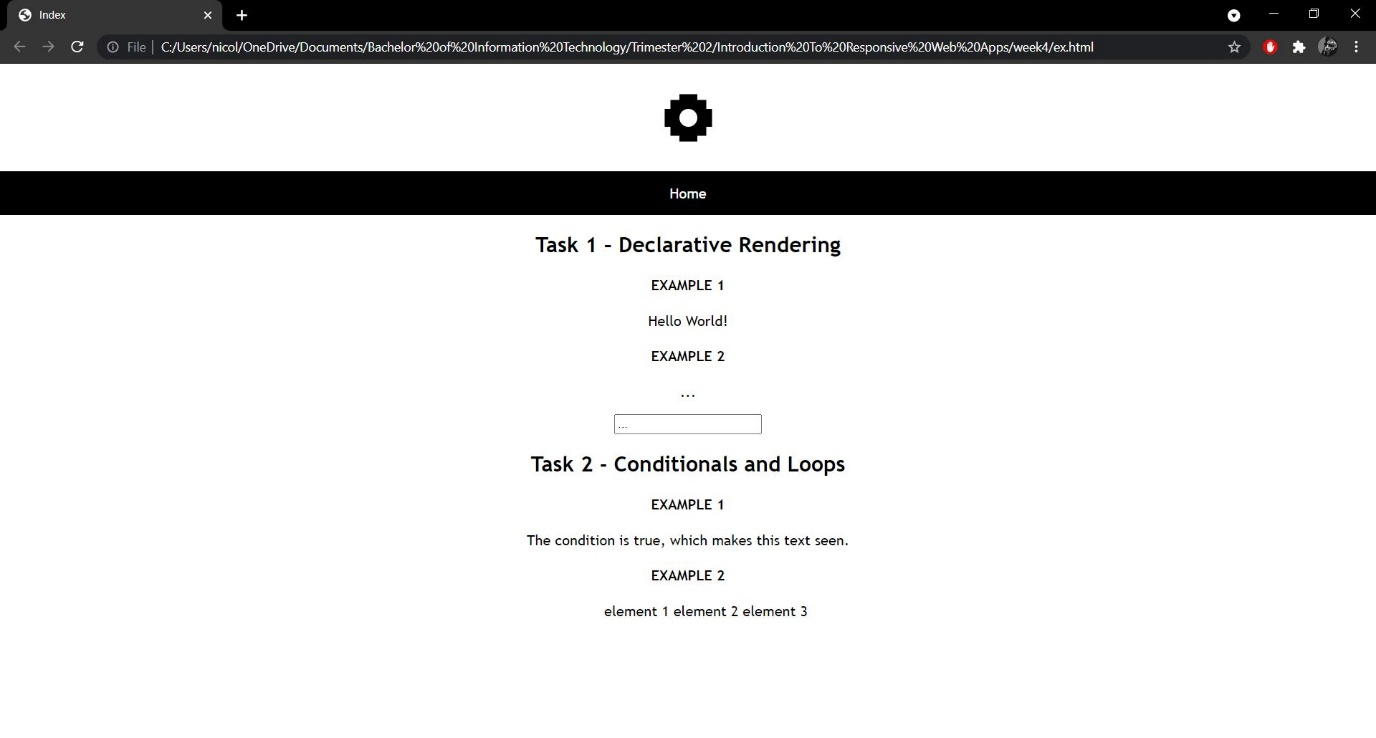 Index
File
C:/Users/nicol/OneDrive/Documents/Bachelor%20of%20Information%20Technology/Trimester%202/Introduction%20To%20Responsive%20Web%20Apps/week4/ex.html
Home
Task 1 - Declarative Rendering
EXAMPLE 1
Hello World!
EXAMPLE 2
...
...
Task 2 - Conditionals and Loops
EXAMPLE 1
The condition is true, which makes this text seen.
EXAMPLE 2
element 1 element 2 element 3